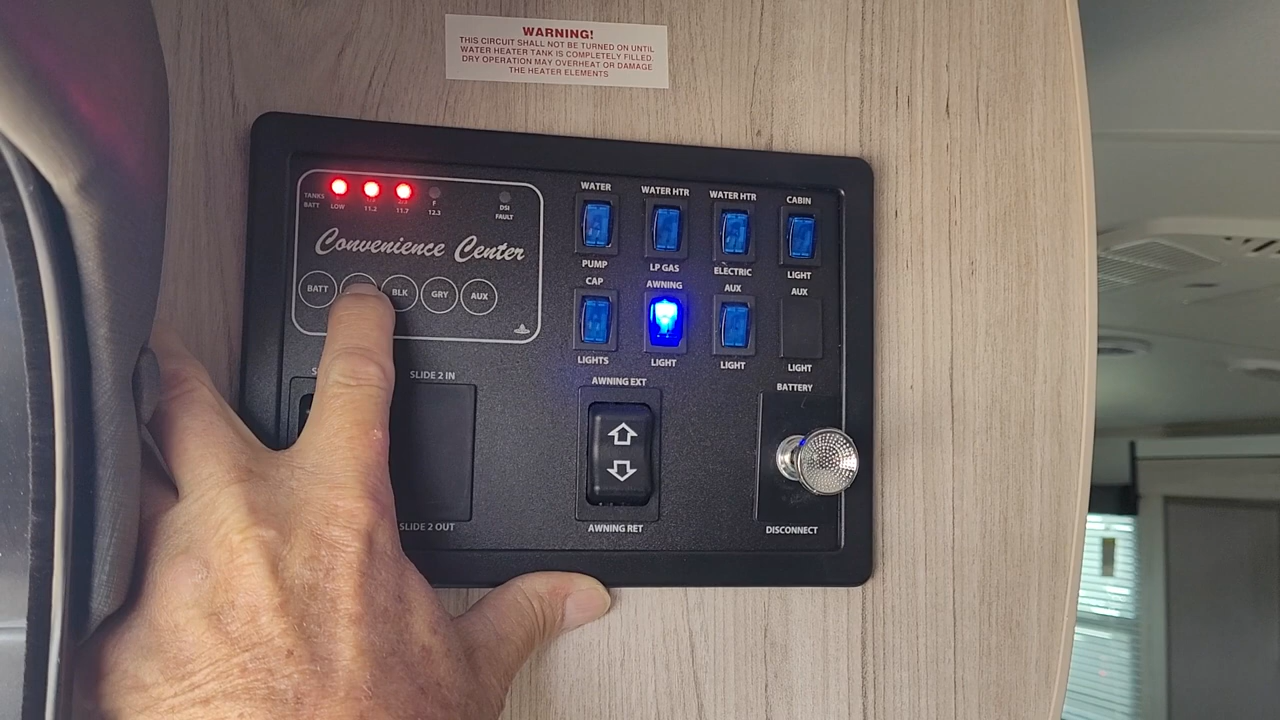 WARNING!
THIS CIRCUIT SHALL NOT BE TURNED ON UNTIL
WATER HEATER TANK IS COMPLETELY FILLED.
DRY OPERATION MAY OVERHEAT OR DAMAGE
THE HEATER ELEMENTS
TANKS
BATT
LOW
11.2
11.7
F
12.3
DSI
FAULT
Convenience Center
BATT
BLK
GRY
AUX
WATER
PUMP
WATER HTR
LP GAS
WATER HTR
ELECTRIC
CABIN
LIGHT
CAP
LIGHTS
AWNING
LIGHT
AUX
LIGHT
AUX
LIGHT
SLIDE 2 IN
SLIDE 2 OUT
AWNING EXT
AWNING RET
BATTERY
DISCONNECT